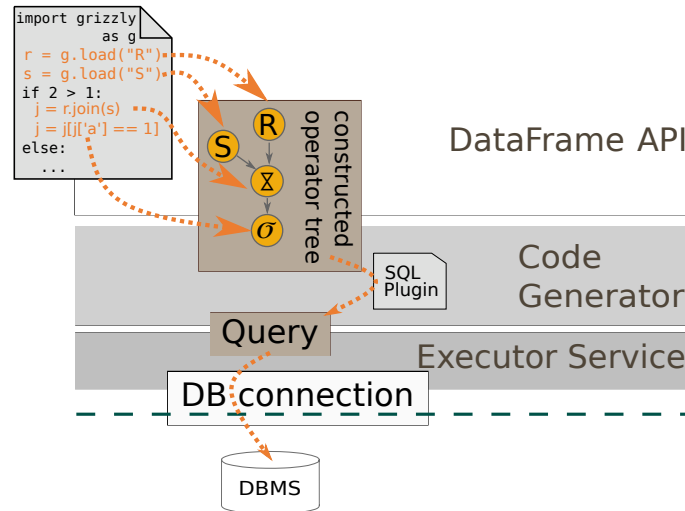 import grizzly
as g
r = g.load("R")
s = g.load("S")
if 2 > 1:
j = r.join(s)
j = j[j['a'] == 1]
else:
...
R
S
⋈
σ
constructed
operator tree
DataFrame API
SQL
Plugin
Code
Generator
Query
Executor Service
DB connection
DBMS